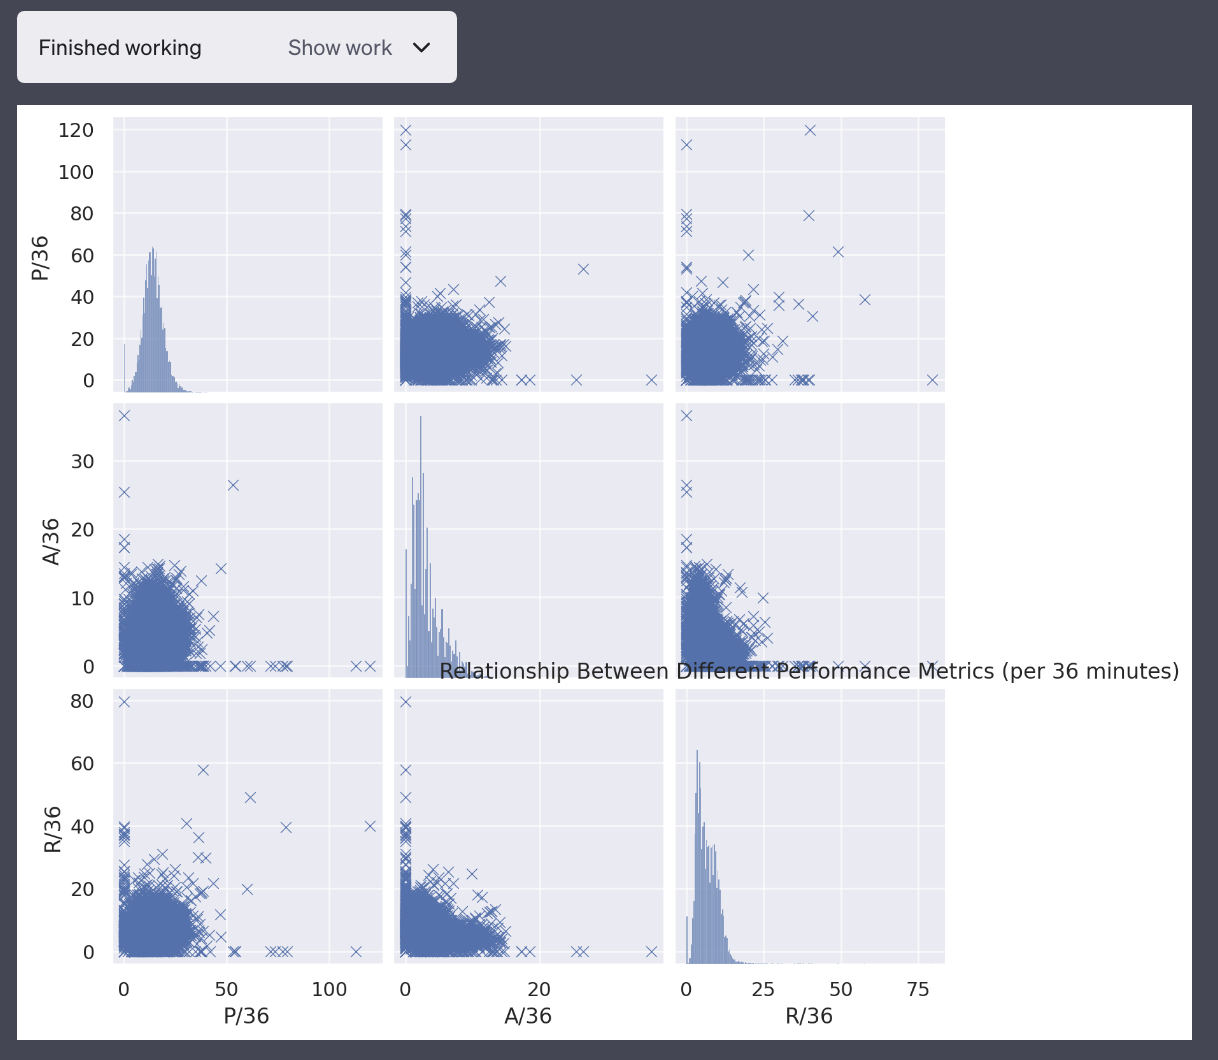 Finished working Show work
120
100
80
60
40
20
0
P/36
30
20
10
0
A/36
Relationship Between Different Performance Metrics (per 36 minutes)
80
60
40
20
0
R/36
0 50 100 0 20 0 25 50 75
P/36 A/36 R/36